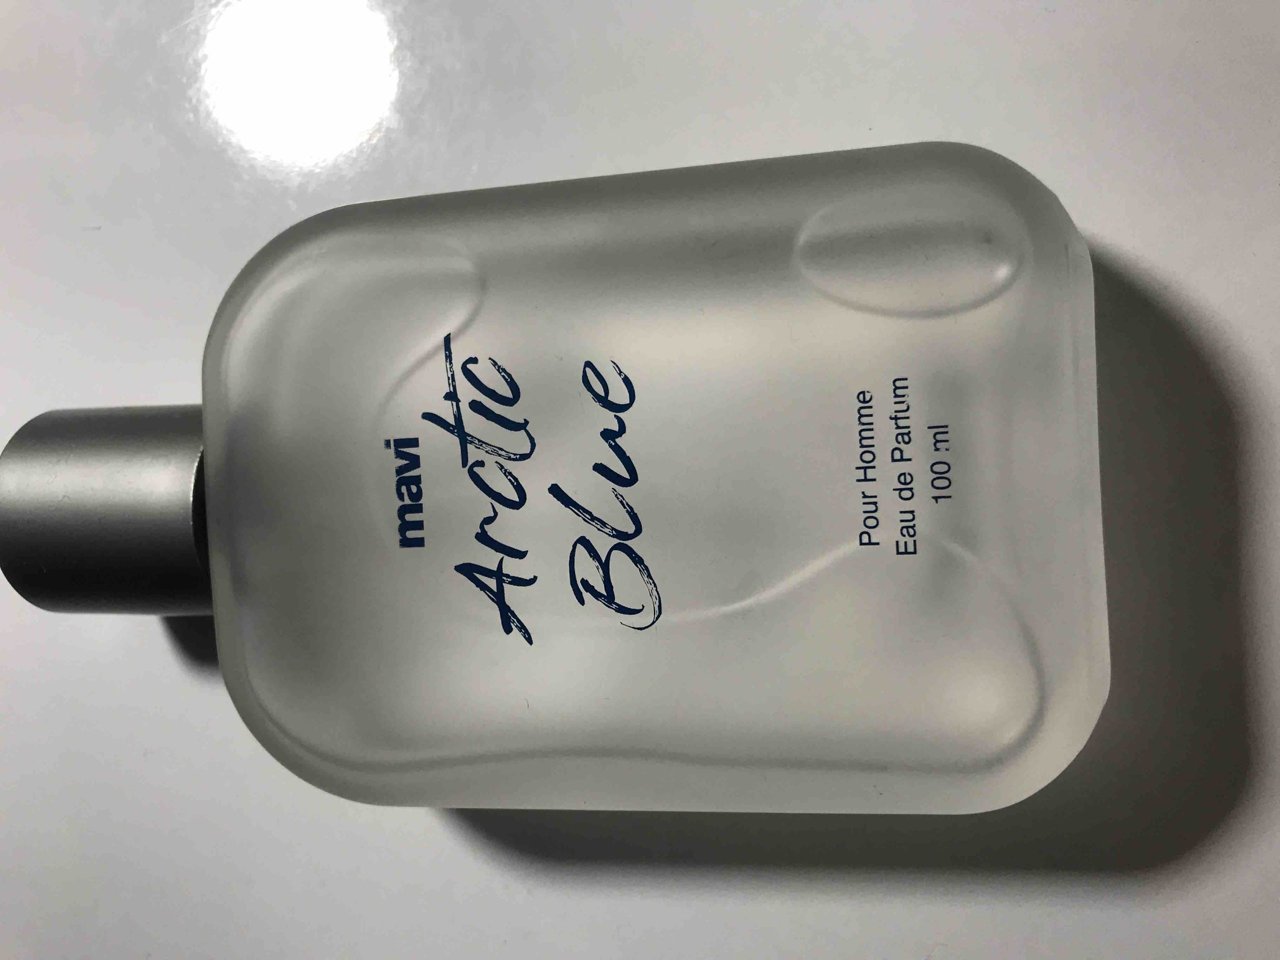 mavi
Arctic
Blue
Pour Homme
Eau de Parfum
100 ml